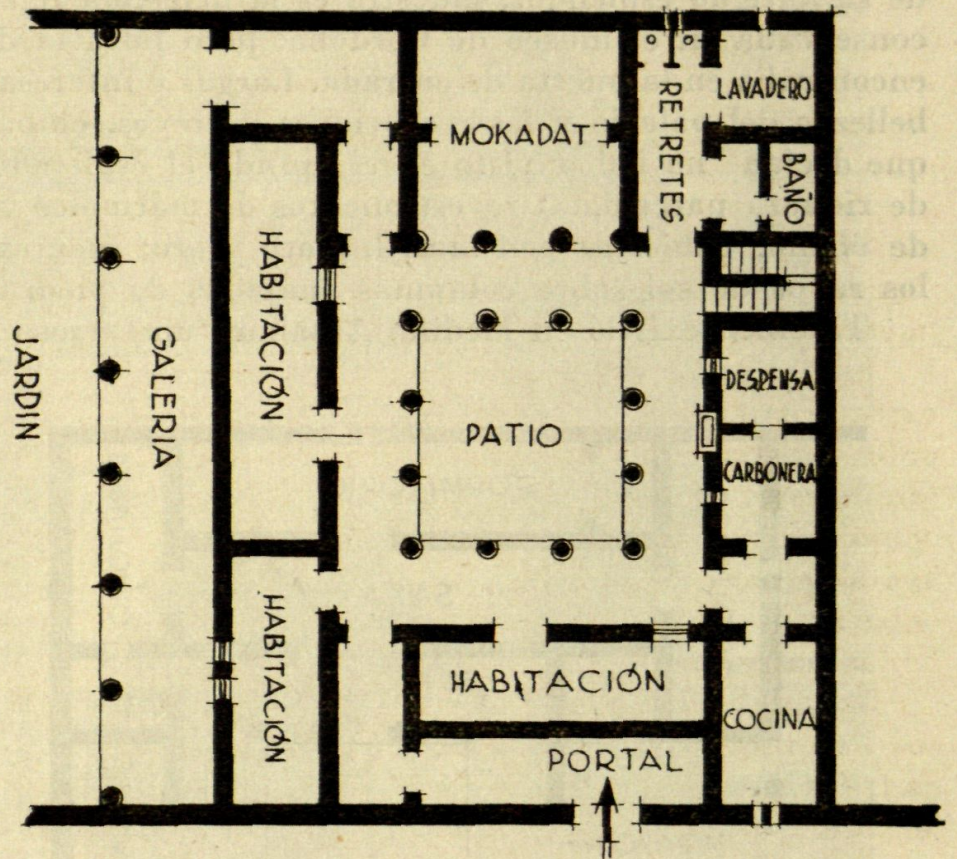 LAVADERO
MOKADAT
RETRETES
BAÑO
HABITACIÓN
JARDIN
GALERIA
DESPENSA
PATIO
CARBONERA
HABITACIÓN
HABITACIÓN
COCINA
PORTAL